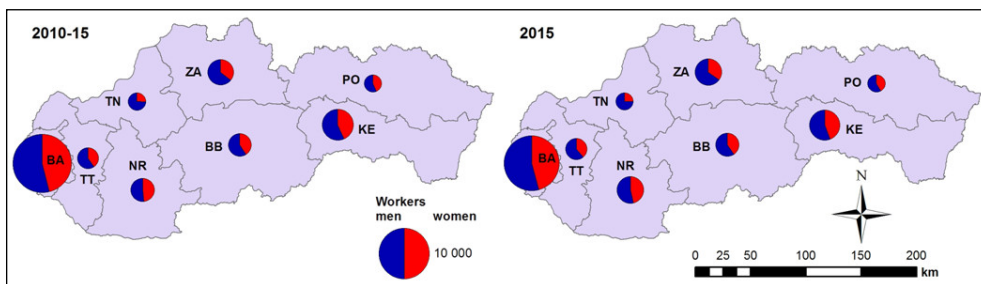 2010-15
ZA
PO
TN
KE
BA
TT
NR
BB
Workers
men women
10 000
2015
ZA
PO
TN
KE
BA
TT
NR
BB
N
0 25 50 100 150 200
km